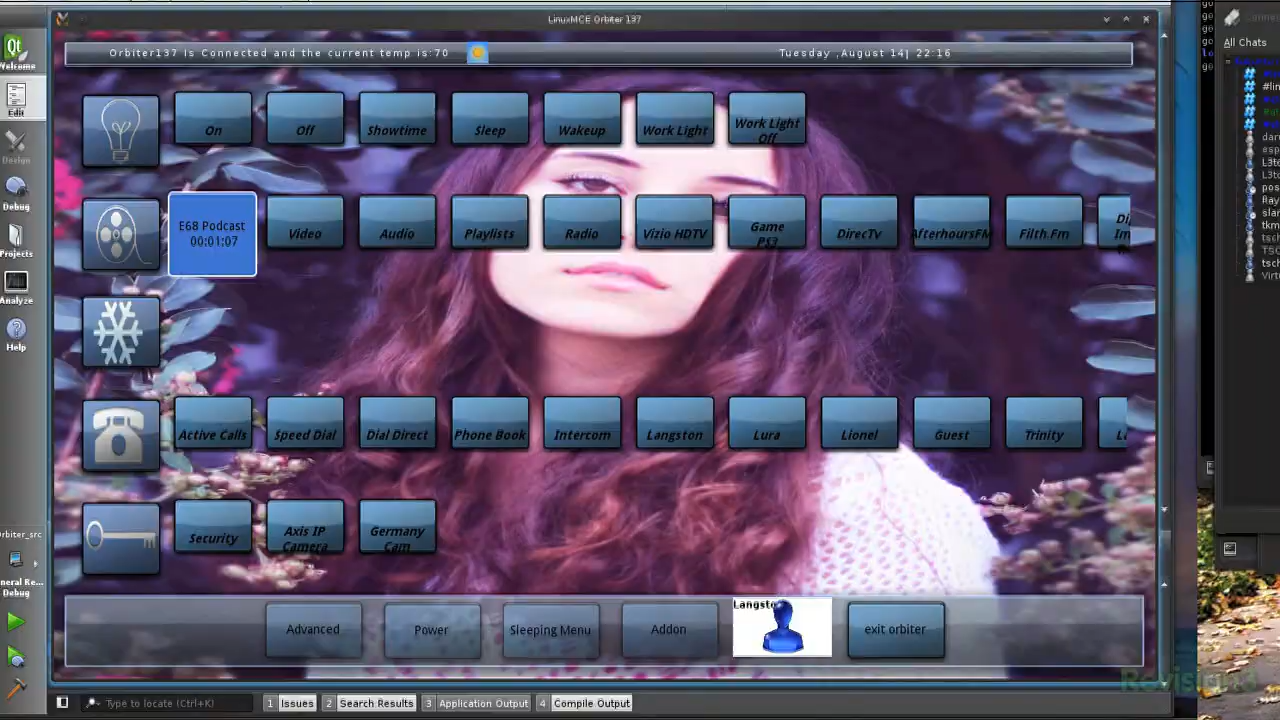 LinuxMCE Orbiter 137
Orbiter137 Is Connected and the current temp is:70
Tuesday ,August 14| 22:16
On
Off
Showtime
Sleep
Wakeup
Work Light
Work Light
Off
E68 Podcast
00:01:07
Video
Audio
Playlists
Radio
Vizio HDTV
Game
PS3
DirecTv
AfterhoursFM
Filth.Fm
Active Calls
Speed Dial
Dial Direct
Phone Book
Intercom
Langston
Lura
Lionel
Guest
Trinity
Security
Axis IP
Camera
Germany
Cam
Advanced
Power
Sleeping Menu
Addon
Langsto
exit orbiter
Qt
Welcome
Edit
Design
Debug
Projects
Analyze
Help
Orbiter_src
Debug
Type to locate (Ctrl+K)
1 Issues
2 Search Results
3 Application Output
4 Compile Output
All Chats
Revision3